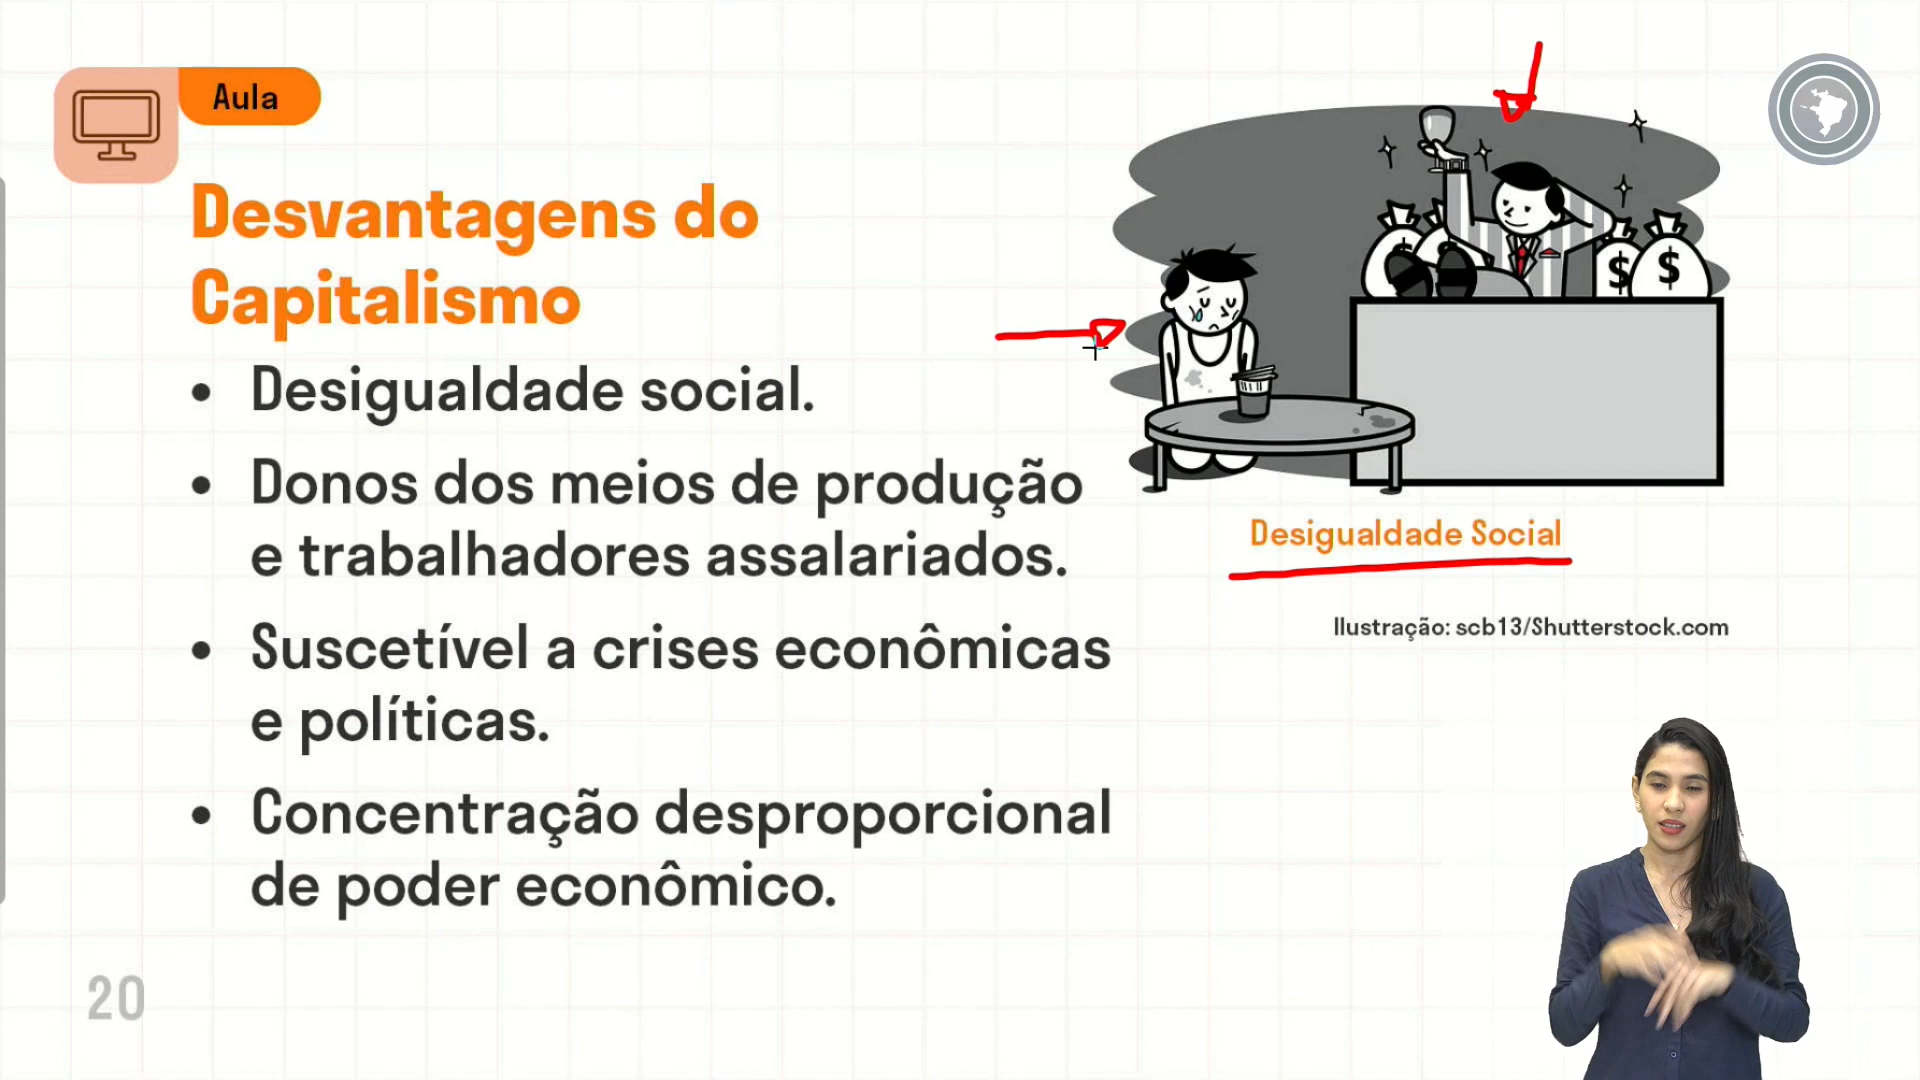 Aula
Desvantagens do
Capitalismo
• Desigualdade social.
• Donos dos meios de produção
e trabalhadores assalariados.
• Suscetível a crises econômicas
e políticas.
• Concentração desproporcional
de poder econômico.
$
$ $
Desigualdade Social
Ilustração: scb13/Shutterstock.com
20